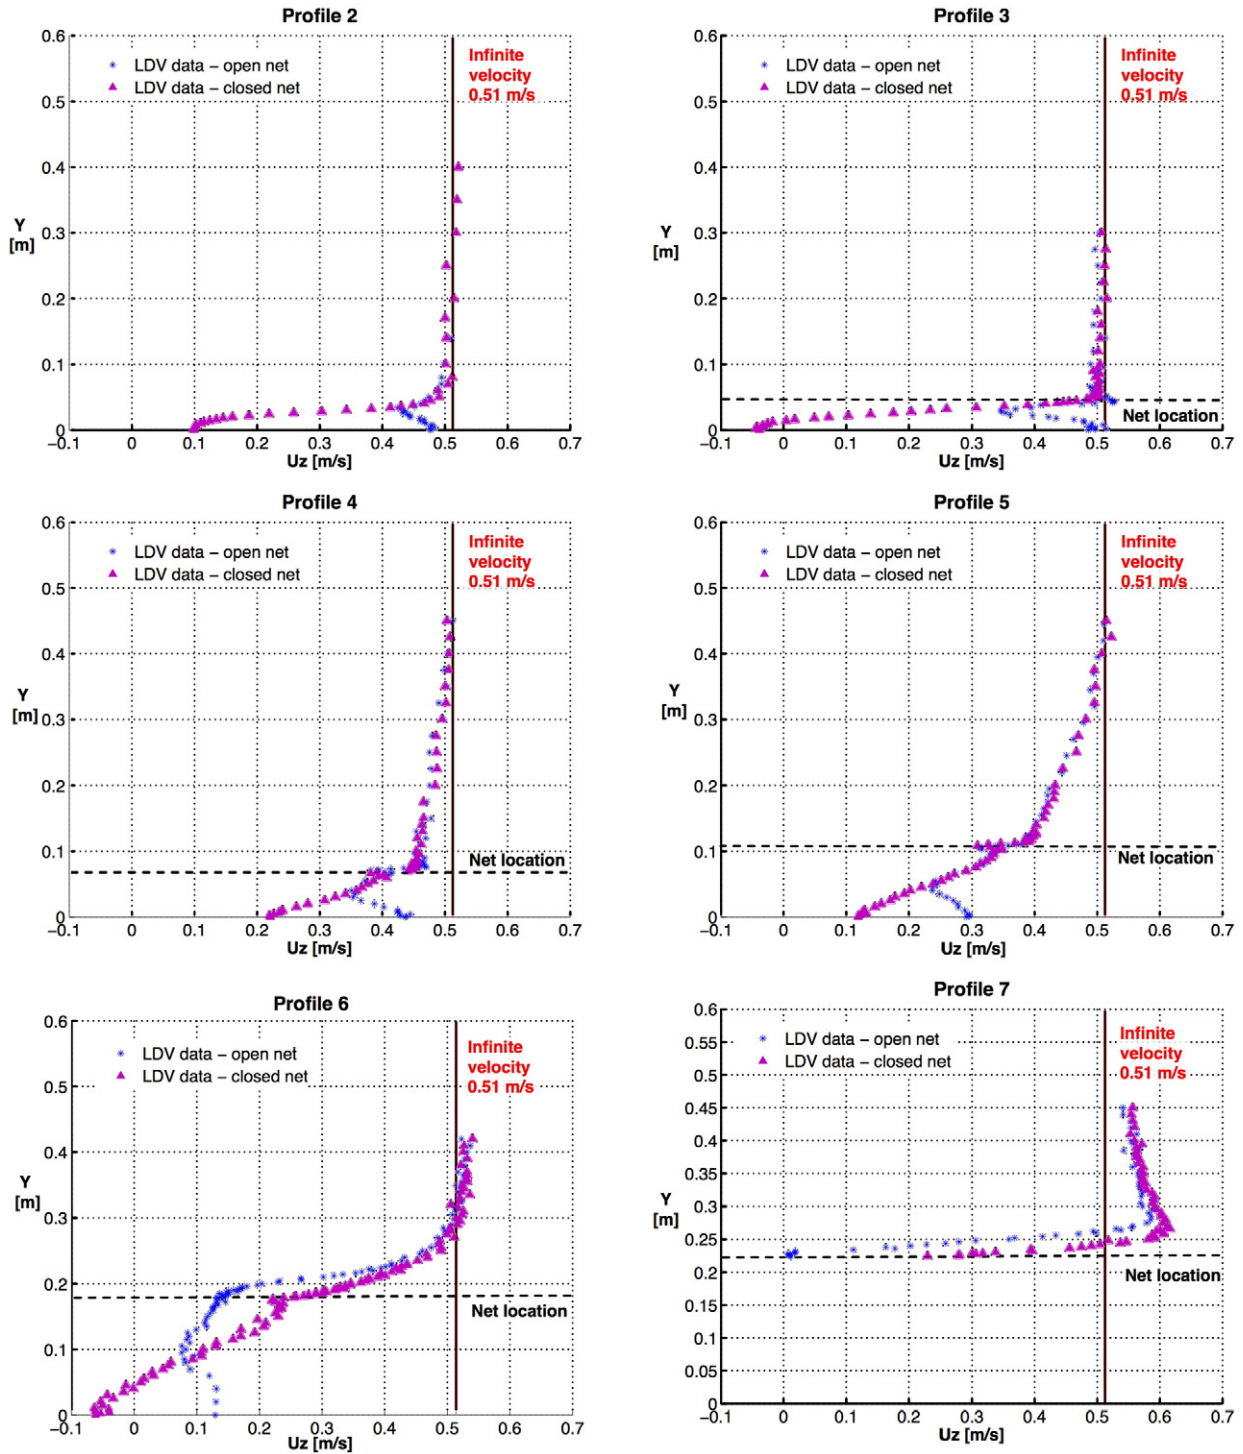 Profile 2
0.6
LDV data – open net
LDV data – closed net
Infinite
velocity
0.51 m/s
0.5
0.4
0.3
Y
[m]
0.2
0.1
0
–0.1 0 0.1 0.2 0.3 0.4 0.5 0.6 0.7
Uz [m/s]
Profile 3
0.6
LDV data – open net
LDV data – closed net
Infinite
velocity
0.51 m/s
0.5
0.4
0.3
Y
[m]
0.2
0.1
Net location
0
–0.1 0 0.1 0.2 0.3 0.4 0.5 0.6 0.7
Uz [m/s]
Profile 4
0.6
LDV data – open net
LDV data – closed net
Infinite
velocity
0.51 m/s
0.5
0.4
0.3
Y
[m]
0.2
0.1
Net location
0
–0.1 0 0.1 0.2 0.3 0.4 0.5 0.6 0.7
Uz [m/s]
Profile 5
0.6
LDV data – open net
LDV data – closed net
Infinite
velocity
0.51 m/s
0.5
0.4
0.3
Y
[m]
0.2
0.1
Net location
0
–0.1 0 0.1 0.2 0.3 0.4 0.5 0.6 0.7
Uz [m/s]
Profile 6
0.6
LDV data – open net
LDV data – closed net
Infinite
velocity
0.51 m/s
0.5
0.4
Y
[m]
0.3
0.2
Net location
0.1
0
–0.1 0 0.1 0.2 0.3 0.4 0.5 0.6 0.7
Uz [m/s]
Profile 7
0.6
LDV data – open net
LDV data – closed net
Infinite
velocity
0.51 m/s
0.55
0.5
0.45
0.4
0.35
Y
[m]
0.3
0.25
Net location
0.2
0.15
0.1
0.05
0
–0.1 0 0.1 0.2 0.3 0.4 0.5 0.6 0.7
Uz [m/s]